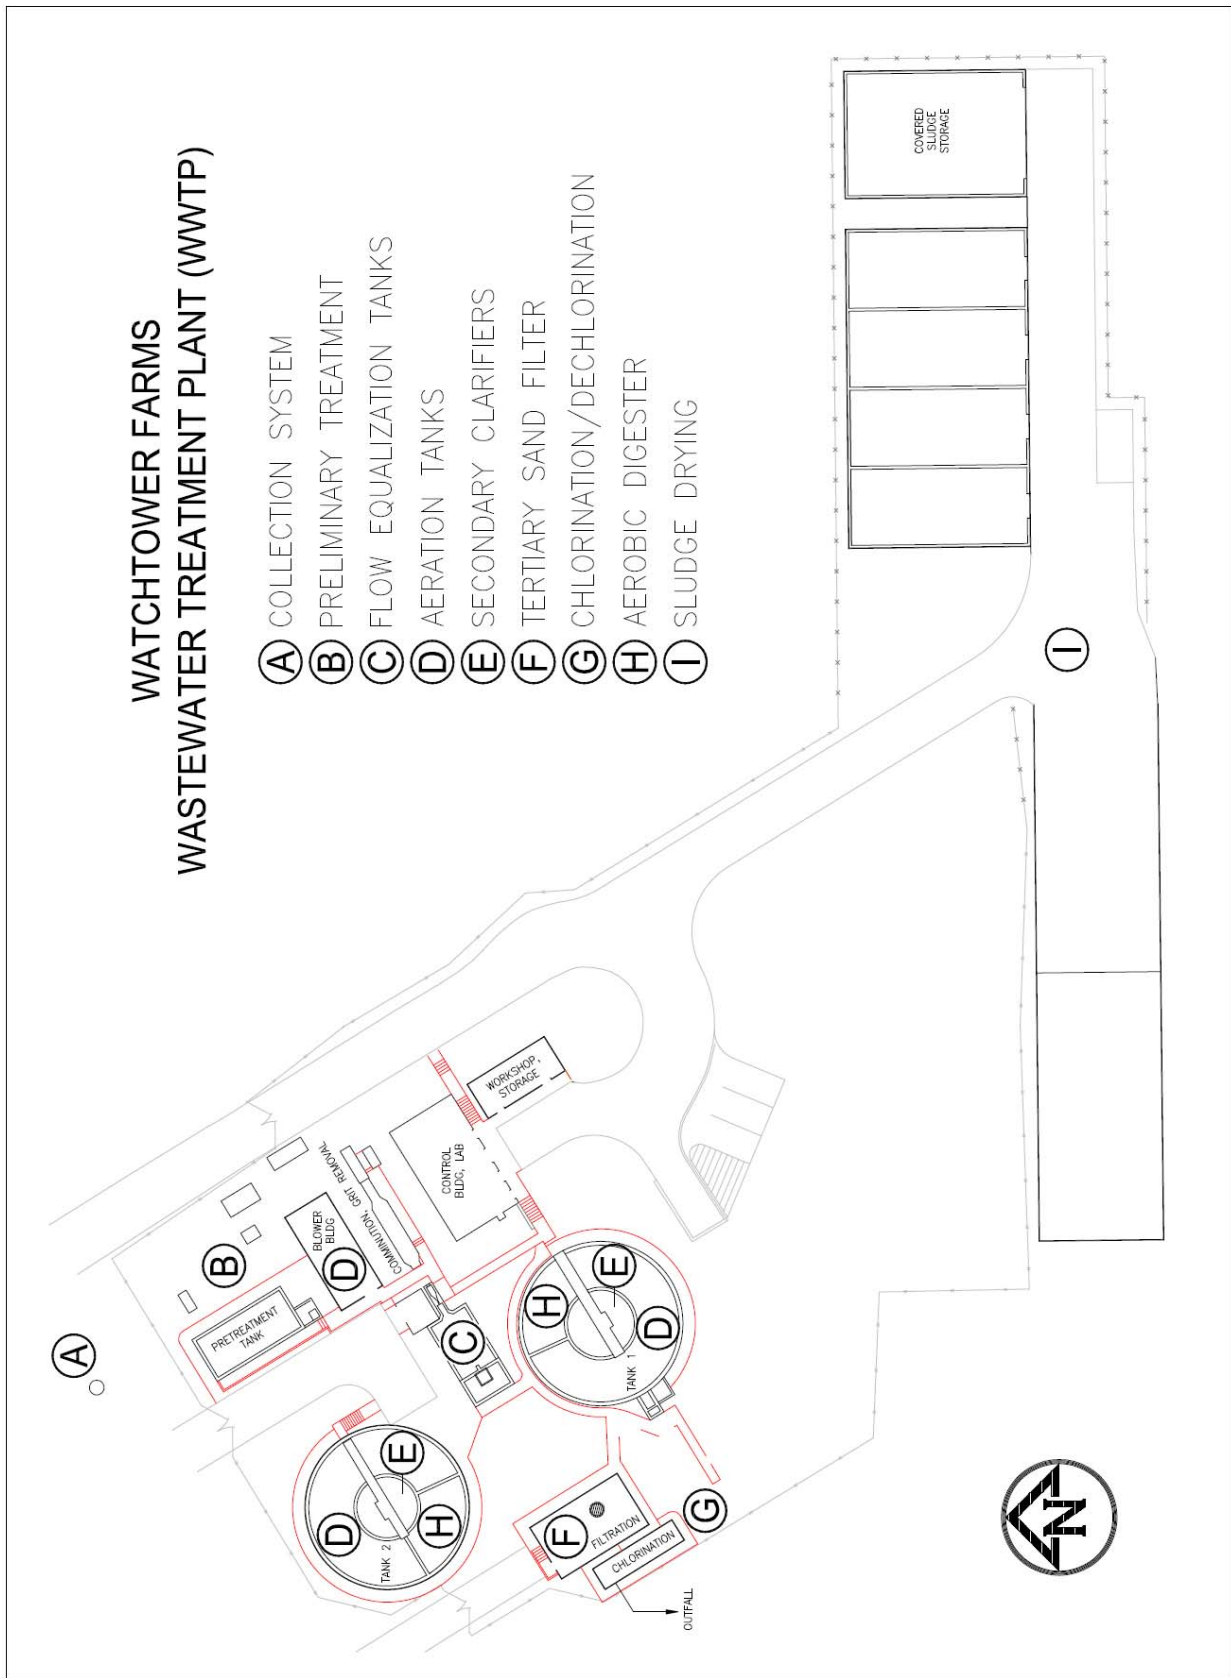 WATCHTOWER FARMS
WASTEWATER TREATMENT PLANT (WWTP)
A COLLECTION SYSTEM
B PRELIMINARY TREATMENT
C FLOW EQUALIZATION TANKS
D AERATION TANKS
E SECONDARY CLARIFIERS
F TERTIARY SAND FILTER
G CHLORINATION/DECHLORINATION
H AEROBIC DIGESTER
I SLUDGE DRYING
A
B
PRETREATMENT
TANK
BLOWER
BLDG
D
COMMINUTION, GRIT REMOVAL
CONTROL
BLDG, LAB
WORKSHOP,
STORAGE
C
D
E
H
TANK 2
H
E
D
TANK 1
F
FILTRATION
CHLORINATION
G
OUTFALL
I
COVERED
SLUDGE
STORAGE
N